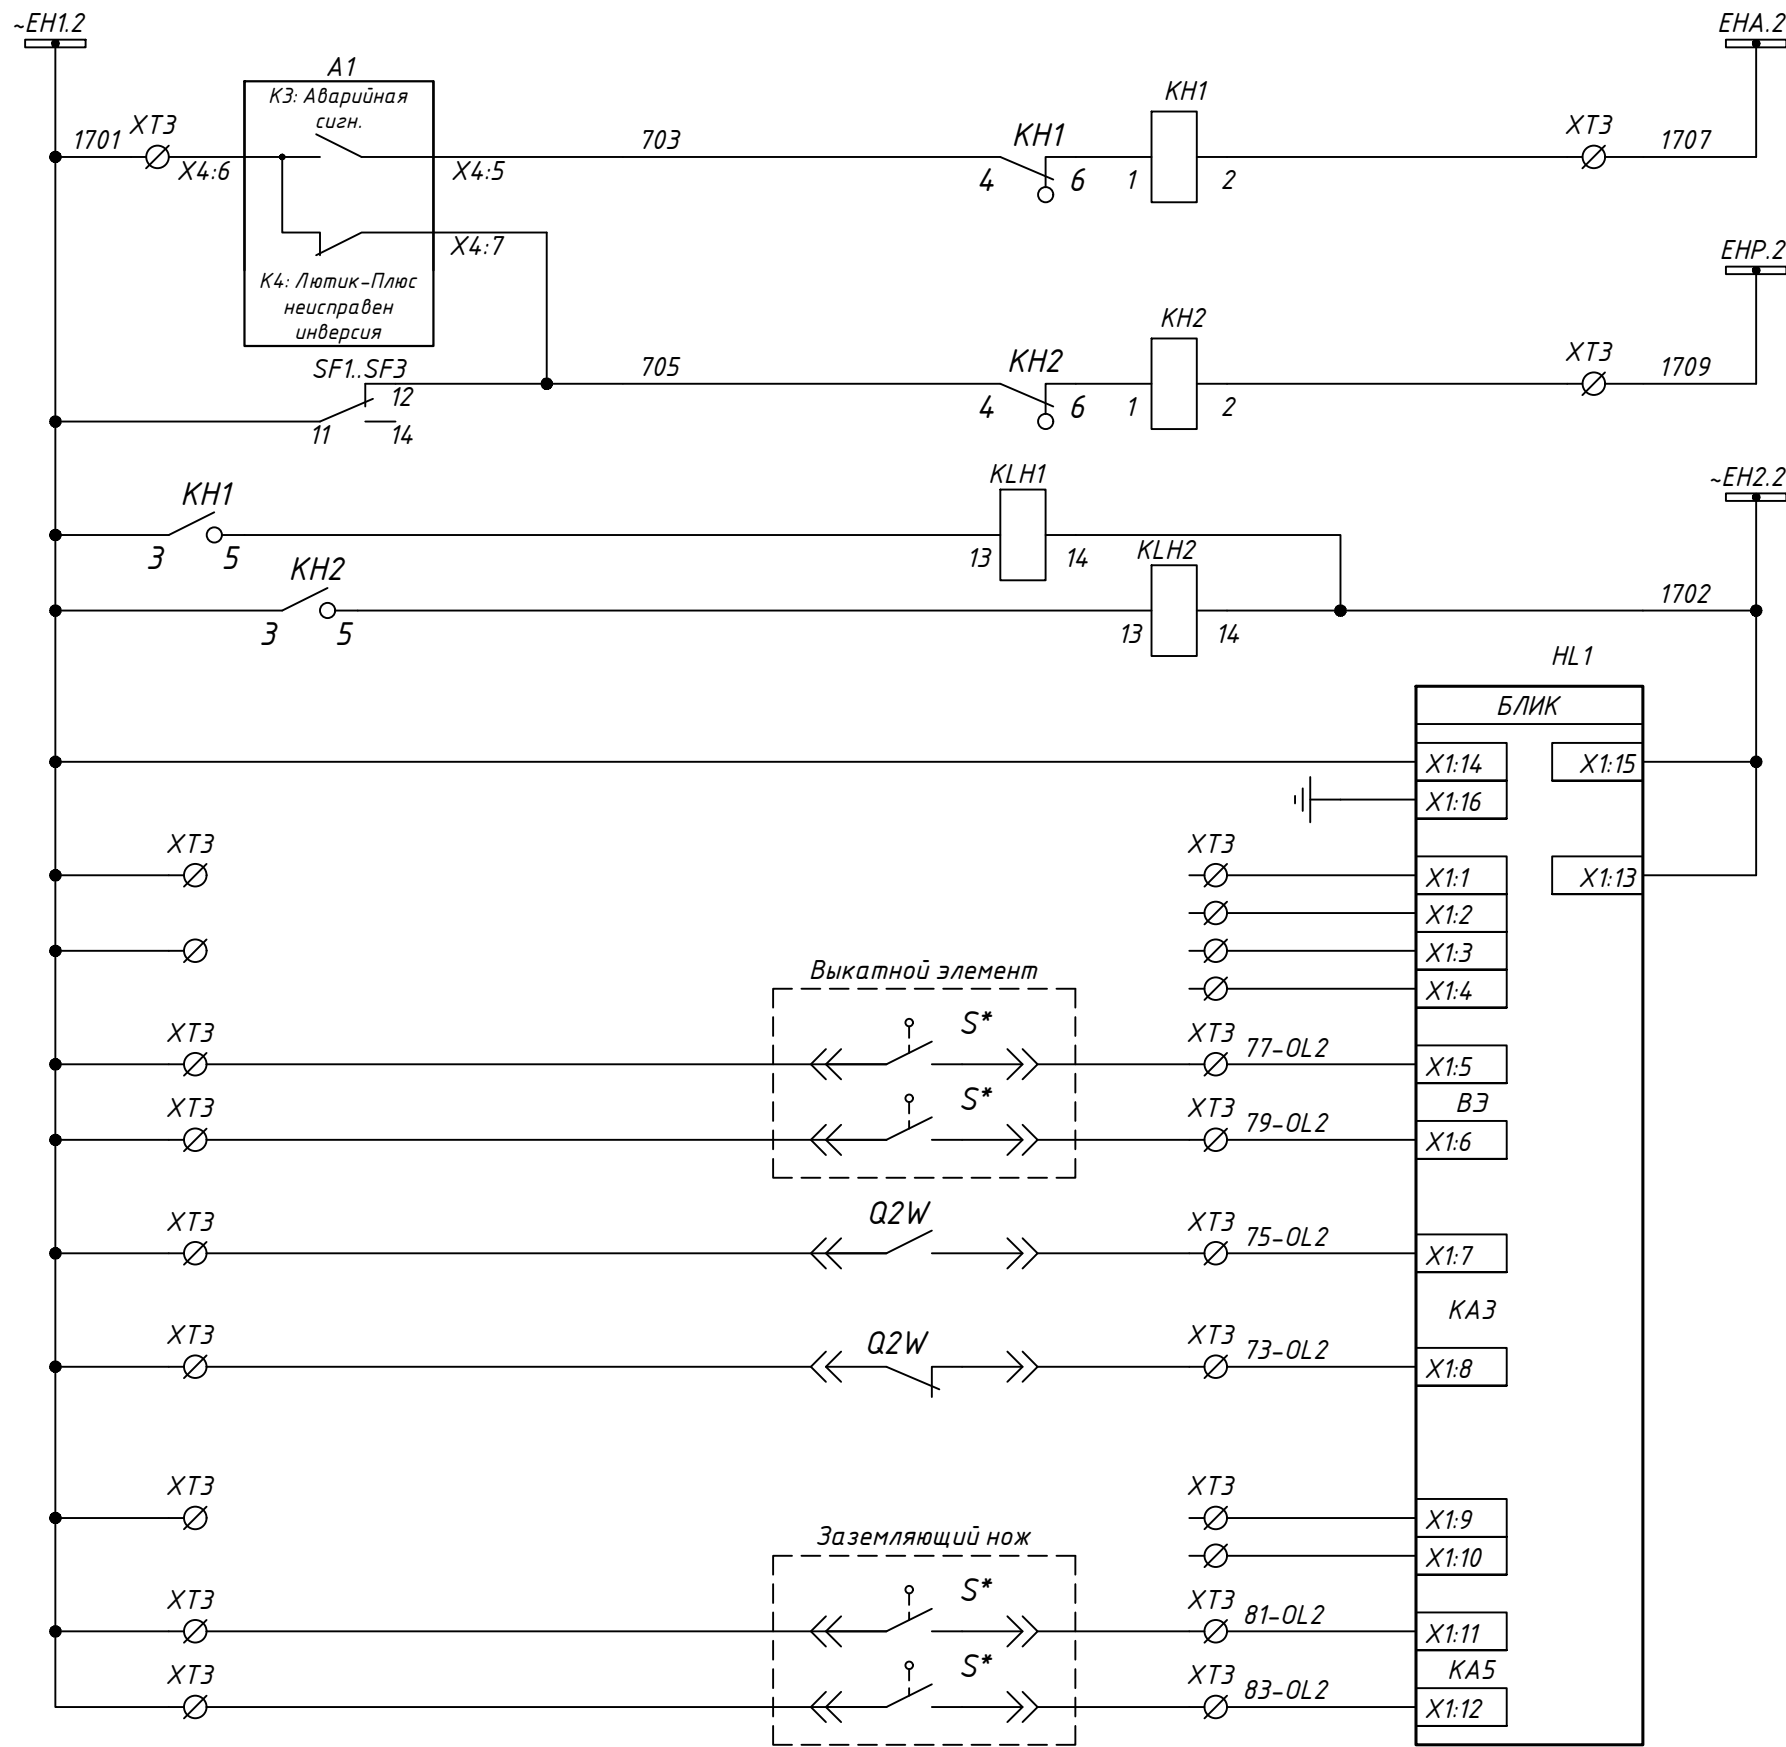 ~EH1.2
EHA.2
A1
K3: Аварийная
сигн.
1701
XT3
X4:6
X4:5
703
KH1
4
6
KH1
1
2
XT3
1707
X4:7
K4: Лютик-Плюс
неисправен
инверсия
EHP.2
SF1..SF3
12
11
14
705
KH2
4
6
KH2
1
2
XT3
1709
~EH2.2
KH1
3
5
KLH1
13
14
KH2
3
5
KLH2
13
14
1702
HL1
БЛИК
X1:14
X1:15
X1:16
XT3
XT3
X1:1
X1:13
X1:2
X1:3
X1:4
Выкатной элемент
XT3
S*
XT3
77-OL2
X1:5
ВЭ
XT3
S*
XT3
79-OL2
X1:6
XT3
Q2W
XT3
75-OL2
X1:7
КА3
XT3
Q2W
XT3
73-OL2
X1:8
XT3
XT3
X1:9
X1:10
Заземляющий нож
XT3
S*
XT3
81-OL2
X1:11
КА5
XT3
S*
XT3
83-OL2
X1:12